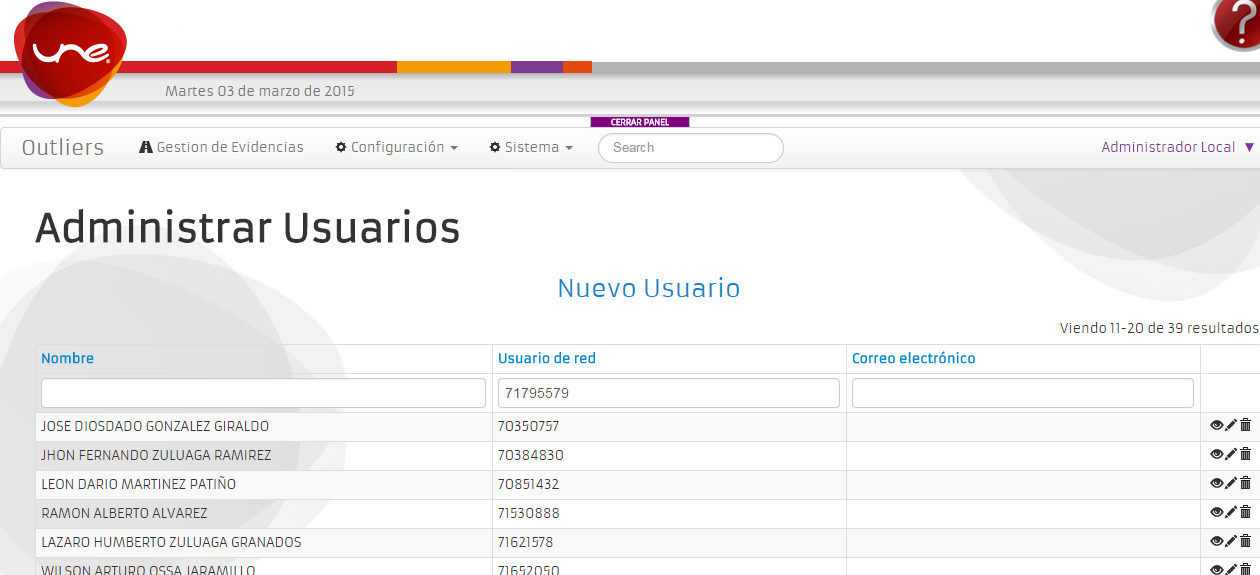 une
Martes 03 de marzo de 2015
CERRAR PANEL
Outliers Gestion de Evidencias Configuración Sistema Search Administrador Local ▼
Administrar Usuarios
Nuevo Usuario
Viendo 11-20 de 39 resultados
Nombre Usuario de red Correo electrónico
71795579
JOSE DIOSDADO GONZALEZ GIRALDO 70350757
JHON FERNANDO ZULUAGA RAMIREZ 70384830
LEON DARIO MARTINEZ PATIÑO 70851432
RAMON ALBERTO ALVAREZ 71530888
LAZARO HUMBERTO ZULUAGA GRANADOS 71621578
WILSON ARTURO OSSA JARAMILLO 71652050